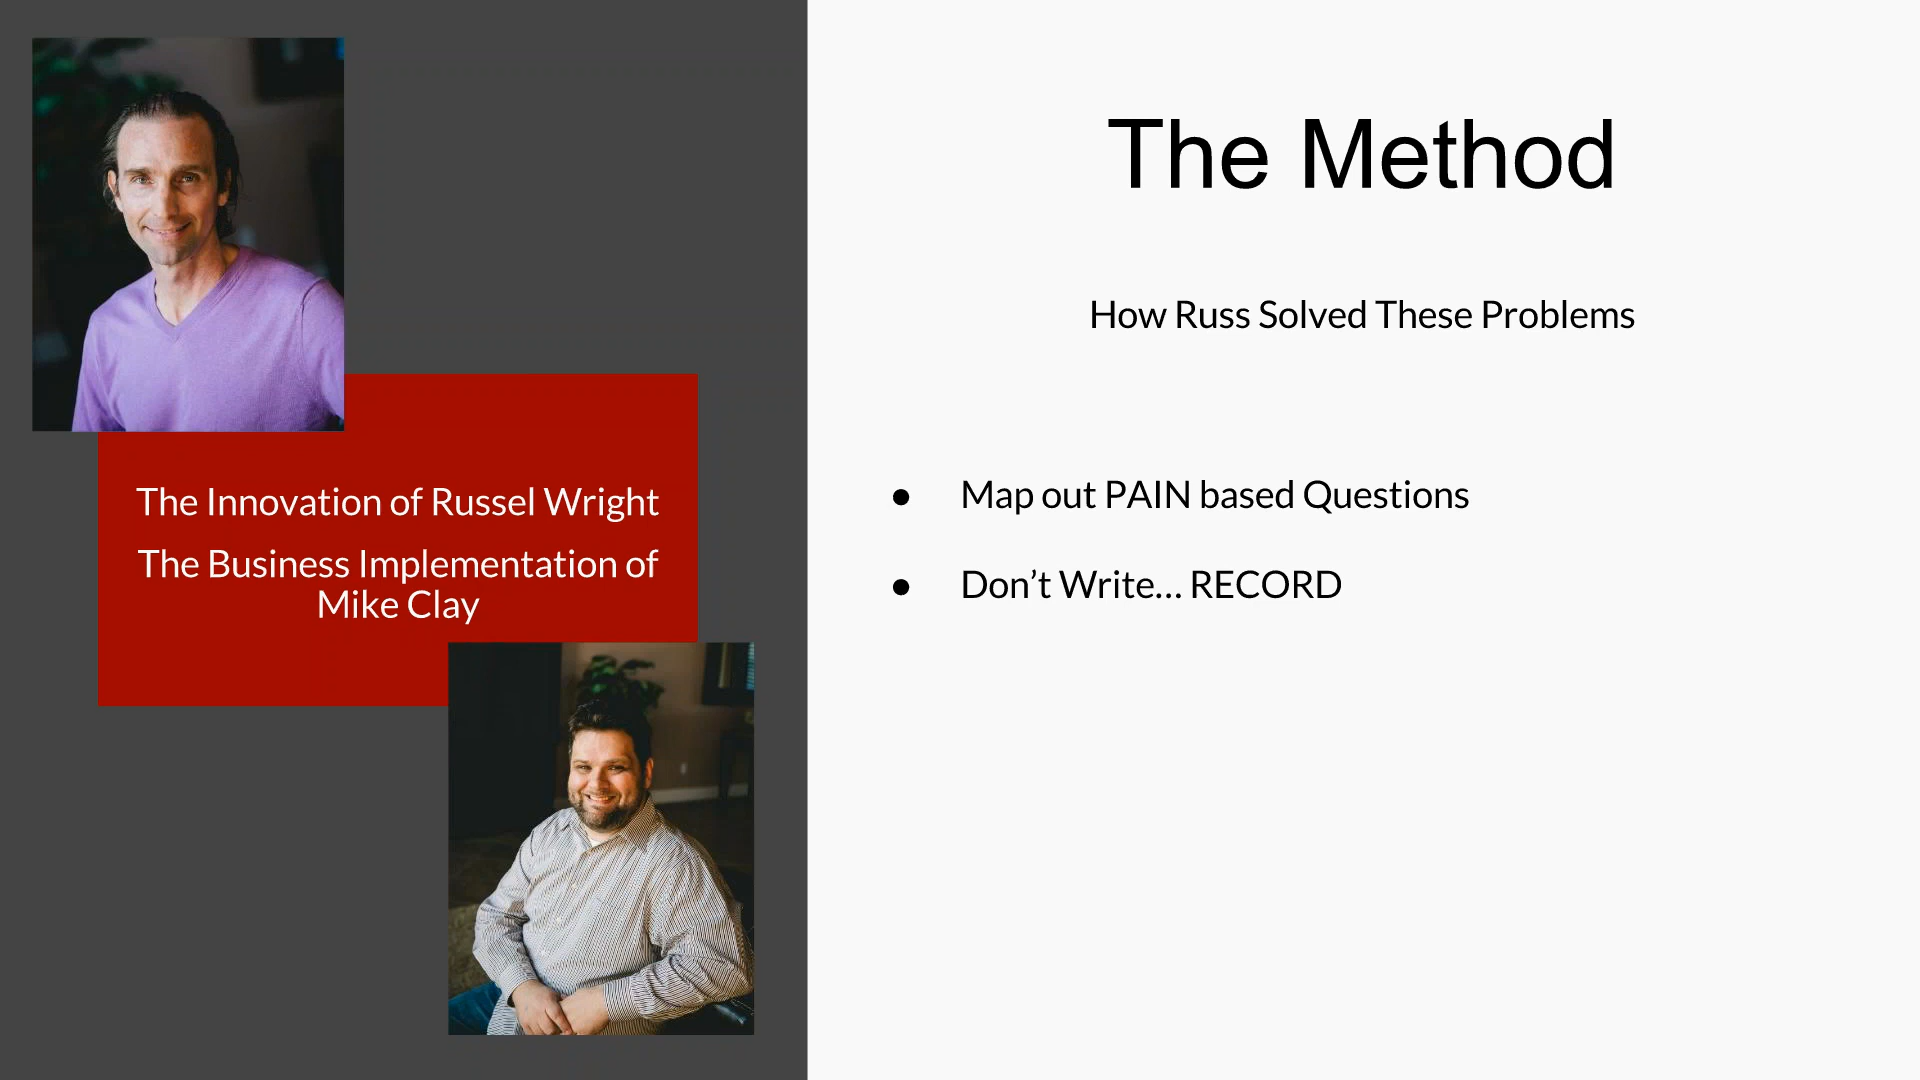 The Innovation of Russel Wright
The Business Implementation of
Mike Clay
The Method
How Russ Solved These Problems
● Map out PAIN based Questions
● Don’t Write... RECORD